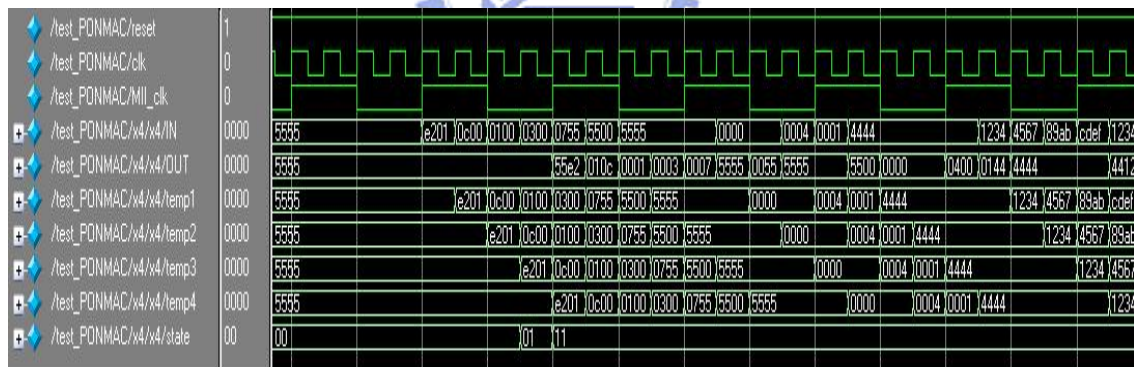 /test_PONMAC/reset 1
/test_PONMAC/clk 0
/test_PONMAC/MII_clk 0
/test_PONMAC/x4/x4/IN 0000 5555 e201 0c00 0100 0300 0755 5500 5555 0000 0004 0001 4444 1234 4567 89ab cdef 1234
/test_PONMAC/x4/x4/OUT 0000 5555 55e2 010c 0001 0003 0007 5555 0055 5555 5500 0000 0400 0144 4444 4412
/test_PONMAC/x4/x4/temp1 0000 5555 e201 0c00 0100 0300 0755 5500 5555 0000 0004 0001 4444 1234 4567 89ab cdef
/test_PONMAC/x4/x4/temp2 0000 5555 e201 0c00 0100 0300 0755 5500 5555 0000 0004 0001 4444 1234 4567 89ab
/test_PONMAC/x4/x4/temp3 0000 5555 e201 0c00 0100 0300 0755 5500 5555 0000 0004 0001 4444 1234 4567
/test_PONMAC/x4/x4/temp4 0000 5555 e201 0c00 0100 0300 0755 5500 5555 0000 0004 0001 4444 1234
/test_PONMAC/x4/x4/state 00 00 01 11